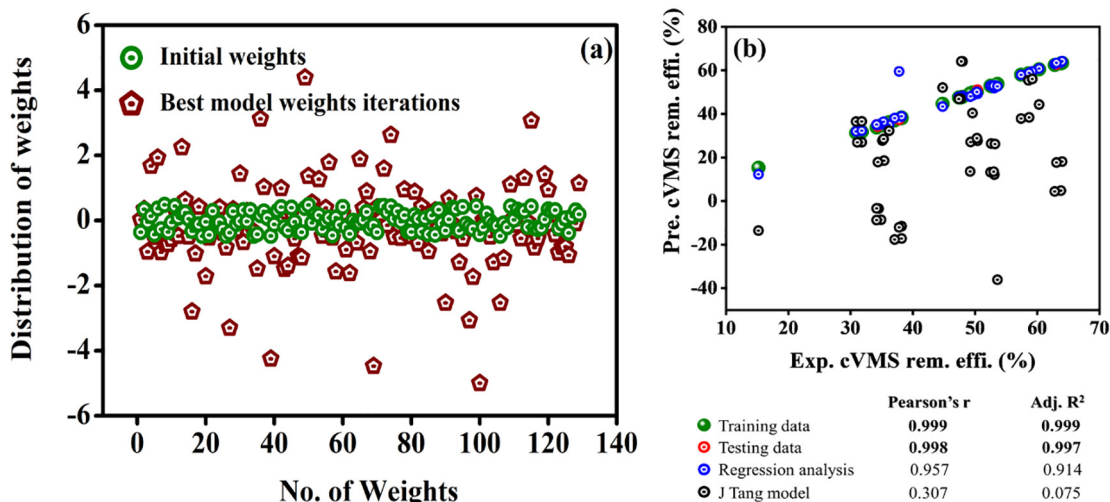 (a)
Initial weights
Best model weights iterations
Distribution of weights
6
4
2
0
-2
-4
-6
0 20 40 60 80 100 120 140
No. of Weights
(b)
Pre. cVMS rem. effi. (%)
80
60
40
20
0
-20
-40
10 20 30 40 50 60 70
Exp. cVMS rem. effi. (%)
Pearson's r Adj. R²
Training data 0.999 0.999
Testing data 0.998 0.997
Regression analysis 0.957 0.914
J Tang model 0.307 0.075